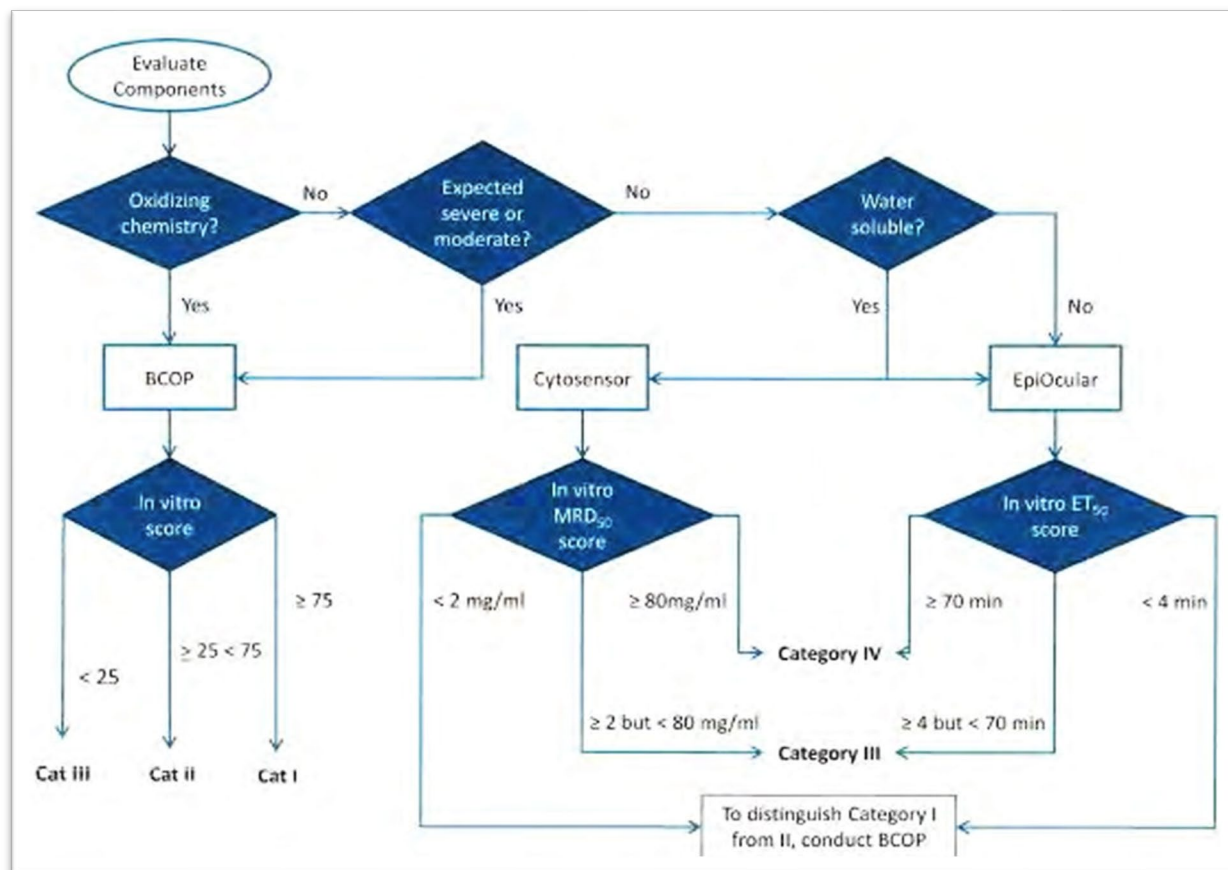 Evaluate
Components
Oxidizing
chemistry?
No
Expected
severe or
moderate?
No
Water
soluble?
Yes
Yes
Yes
No
BCOP
Cytosensor
EpiOcular
In vitro
score
In vitro
MRD50
score
In vitro ET50
score
< 25
≥ 25 < 75
≥ 75
< 2 mg/ml
≥ 80mg/ml
≥ 70 min
< 4 min
Category IV
≥ 2 but < 80 mg/ml
≥ 4 but < 70 min
Category III
Cat iii
Cat ii
Cat I
To distinguish Category I
from II, conduct BCOP